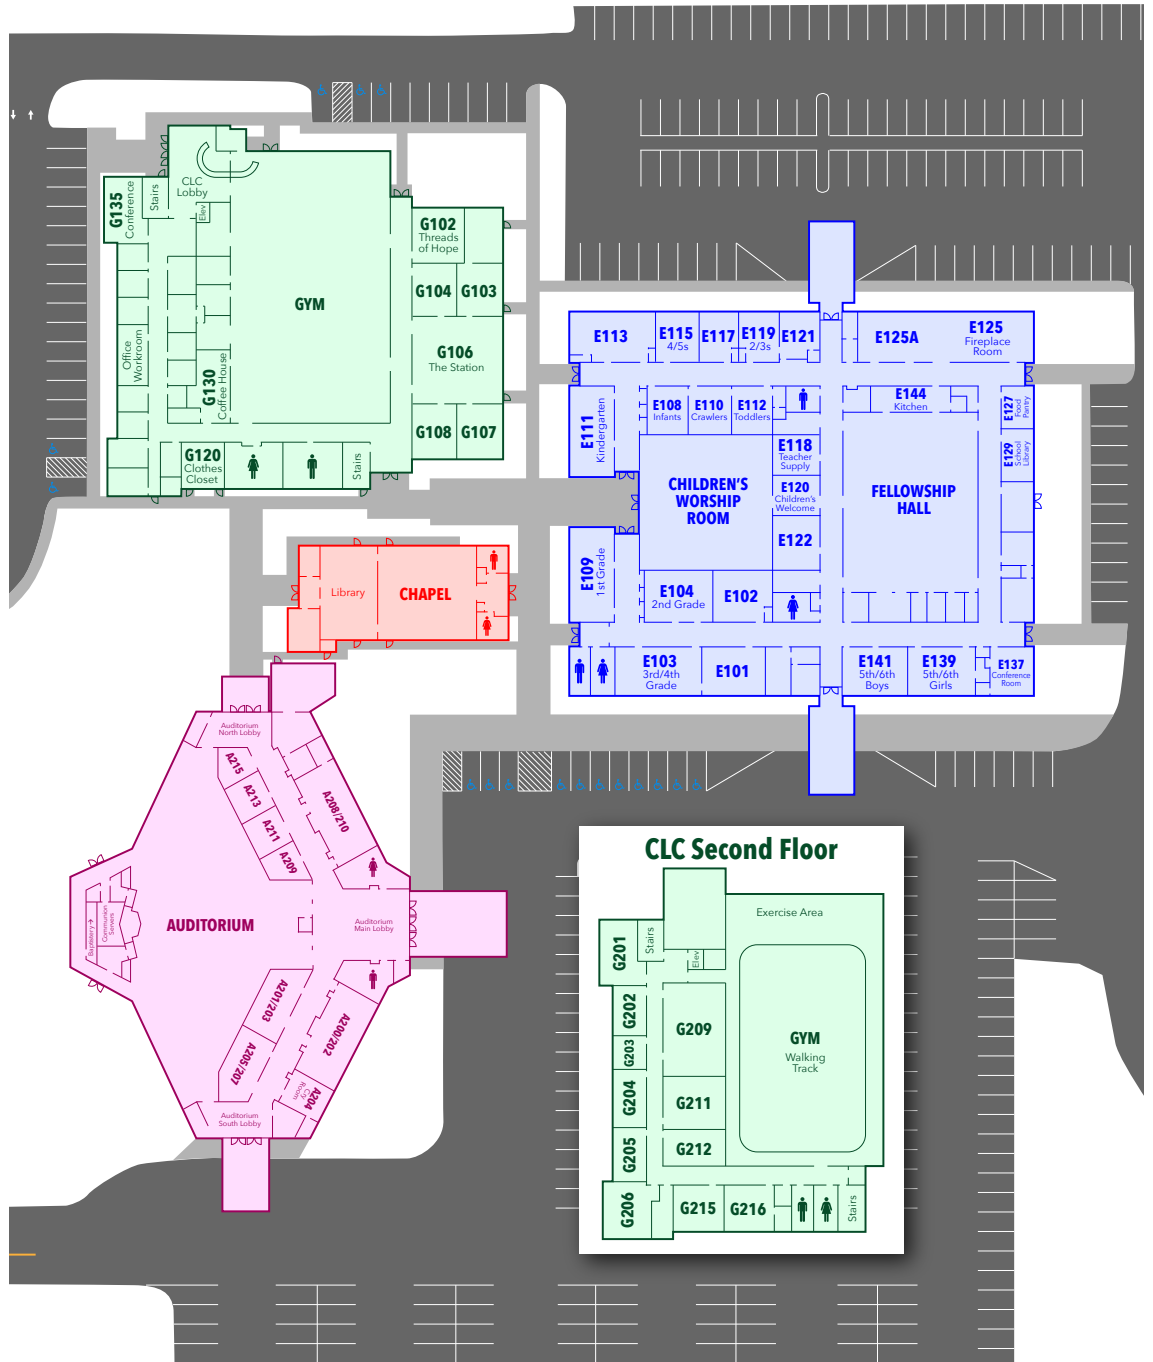 CLC
Lobby
Stairs
Elev
G135
Conference
Office
Workroom
GYM
G130
Coffee House
G102
Threads
of Hope
G104
G103
G106
The Station
G108
G107
G120
Clothes
Closet
Stairs
Library
CHAPEL
E113
E115
4/5s
E117
E119
2/3s
E121
E125A
E125
Fireplace
Room
E111
Kindergarten
E108
Infants
E110
Crawlers
E112
Toddlers
E144
Kitchen
E127
Food
Pantry
E129
School
Library
E118
Teacher
Supply
E120
Children's
Welcome
E122
CHILDREN'S
WORSHIP
ROOM
FELLOWSHIP
HALL
E109
1st Grade
E104
2nd Grade
E102
E103
3rd/4th
Grade
E101
E141
5th/6th
Boys
E139
5th/6th
Girls
E137
Conference
Room
Auditorium
North Lobby
A215
A213
A211
A209
A208/210
AUDITORIUM
Baptistery →
Communion
Servers
Auditorium
Main Lobby
A201/203
A205/207
A200/202
A204
Cry
Room
Auditorium
South Lobby
CLC Second Floor
Exercise Area
Stairs
Elev
G201
G202
G203
G204
G205
G206
G209
G211
G212
G215
G216
GYM
Walking
Track
Stairs